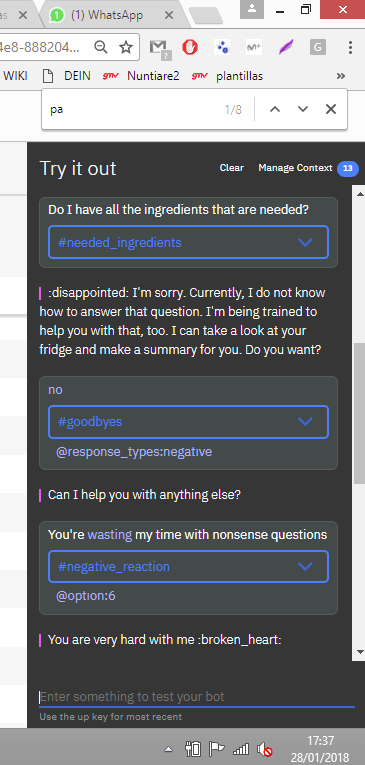 as
(1) WhatsApp
4e8-888204...
7
G
WIKI
DEIN
gmv
Nuntiare2
gmv
plantillas
»
pa
1/8
Try it out
Clear
Manage Context
13
Do I have all the ingredients that are needed?
#needed_ingredients
:disappointed: I'm sorry. Currently, I do not know
how to answer that question. I'm being trained to
help you with that, too. I can take a look at your
fridge and make a summary for you. Do you want?
no
#goodbyes
@response_types:negative
Can I help you with anything else?
You're wasting my time with nonsense questions
#negative_reaction
@option:6
You are very hard with me :broken_heart:
Enter something to test your bot
Use the up key for most recent
17:37
28/01/2018